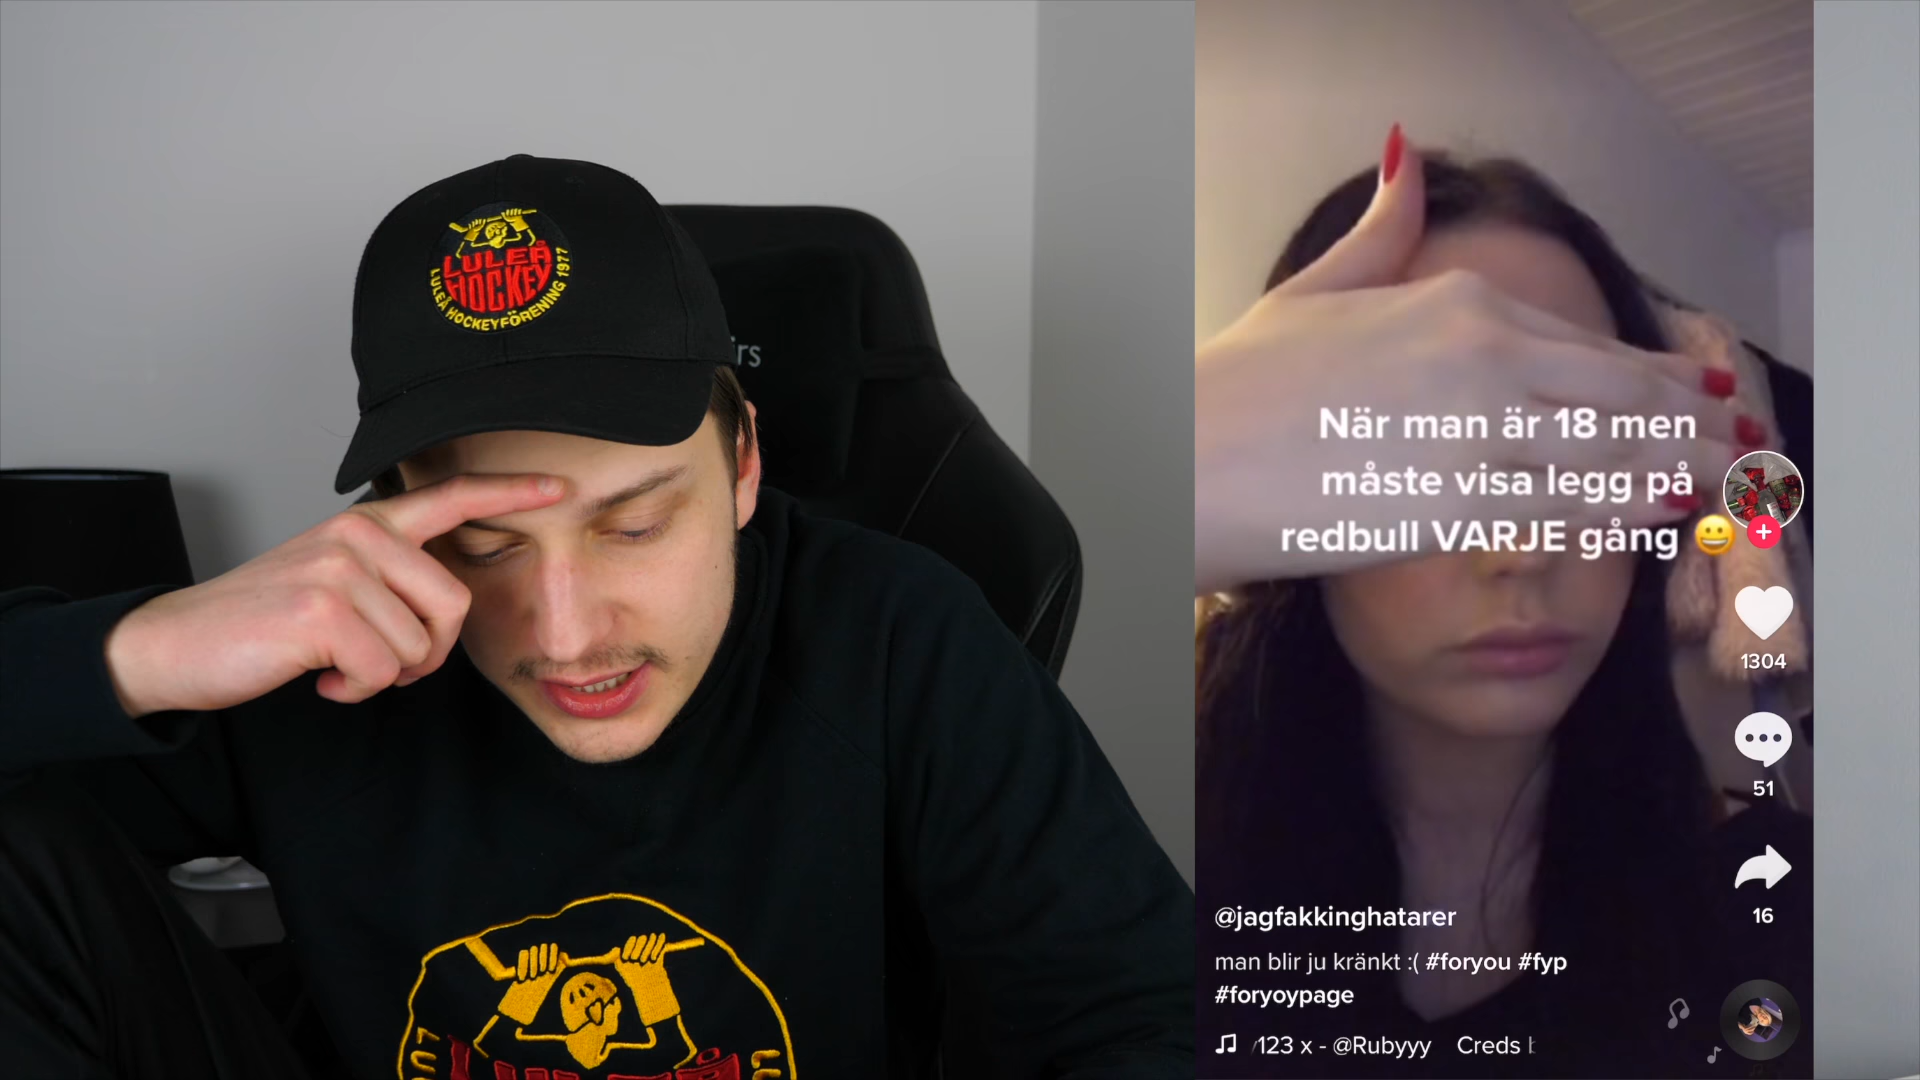 LULEÅ
HOCKEY
LULEÅ HOCKEYFÖRENING 1977
När man är 18 men
måste visa legg på
redbull VARJE gång 😀
1304
51
16
@jagfakkinghatarer
man blir ju kränkt :( #foryou #fyp
#foryoypage
123 x - @Rubyyy Creds